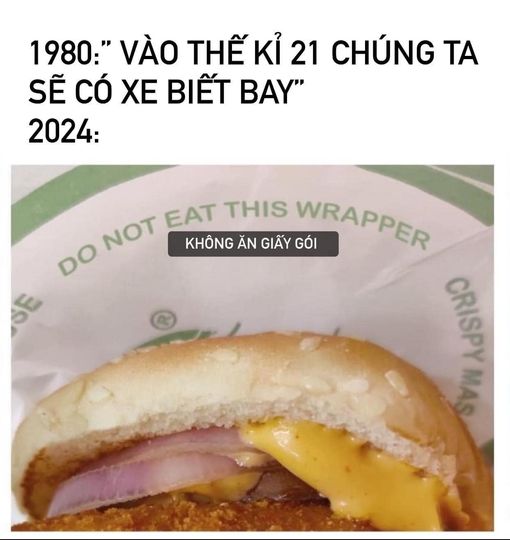 1980:” VÀO THẾ KỈ 21 CHÚNG TA
SẼ CÓ XE BIẾT BAY”
2024:
DO NOT EAT THIS WRAPPER
KHÔNG ĂN GIẤY GÓI
CRISPY MAS
®